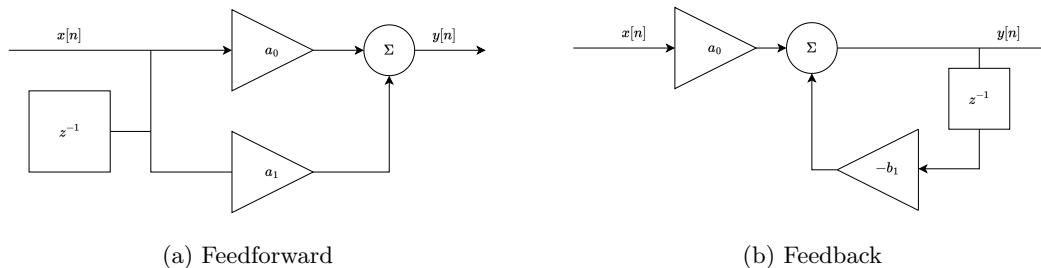 x[n]
a₀
Σ
y[n]
z⁻¹
a₁
(a) Feedforward
x[n]
a₀
Σ
y[n]
z⁻¹
−b₁
(b) Feedback